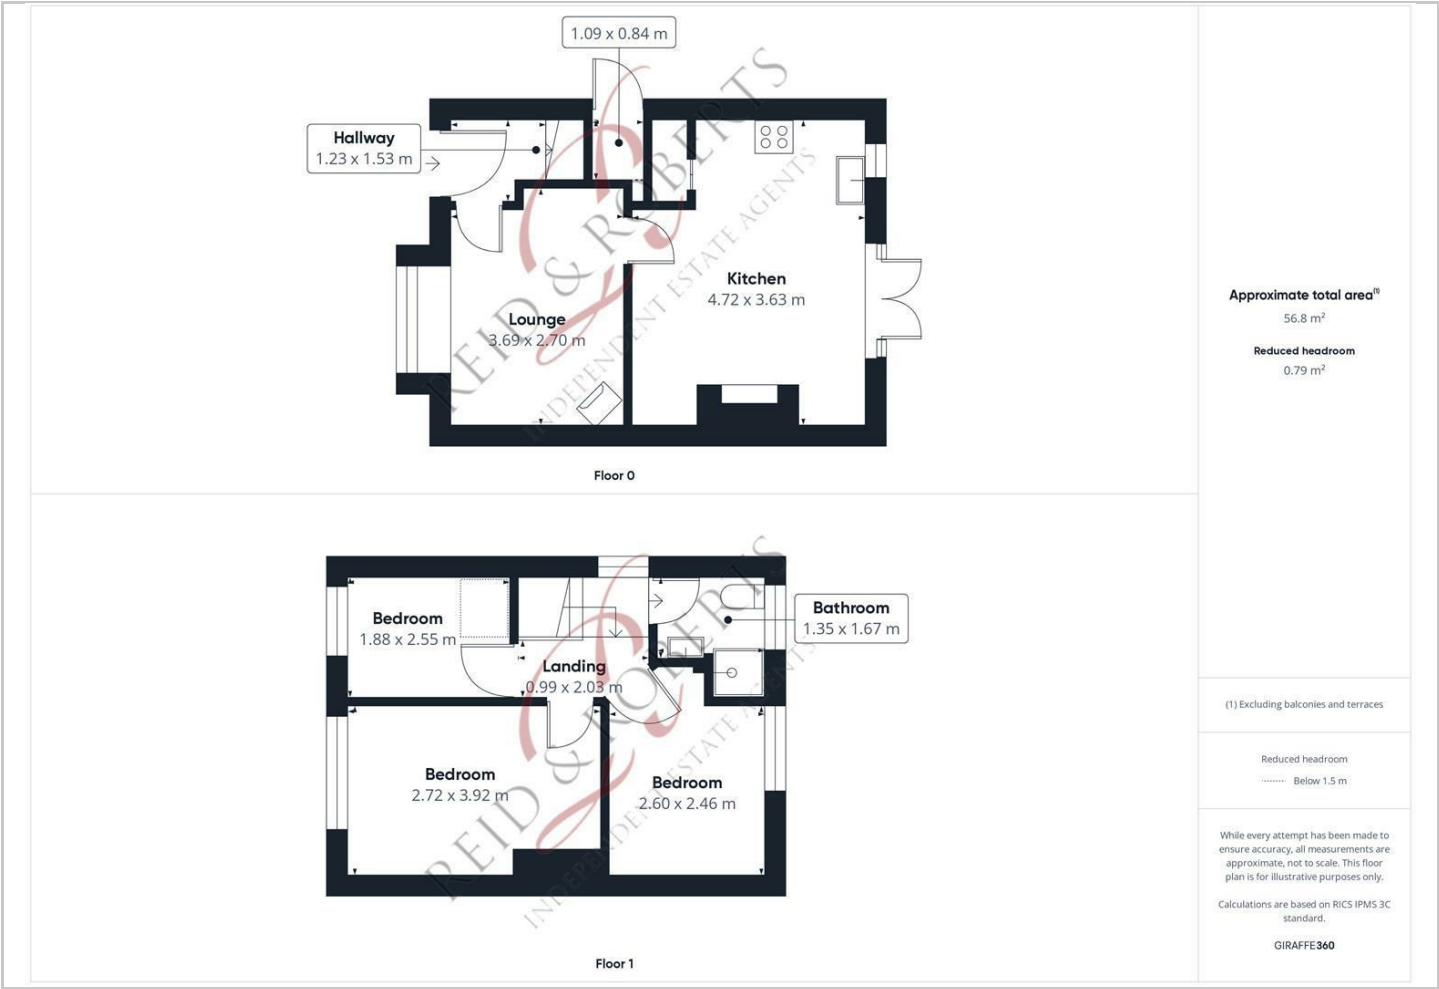 1.09 x 0.84 m
Hallway
1.23 x 1.53 m
Kitchen
4.72 x 3.63 m
Lounge
3.69 x 2.70 m
REID & ROBERTS
INDEPENDENT ESTATE AGENTS
Floor 0
Bedroom
1.88 x 2.55 m
Bathroom
1.35 x 1.67 m
Landing
0.99 x 2.03 m
Bedroom
2.72 x 3.92 m
Bedroom
2.60 x 2.46 m
REID & ROBERTS
INDEPENDENT ESTATE AGENTS
Floor 1
Approximate total area(1)
56.8 m²
Reduced headroom
0.79 m²
(1) Excluding balconies and terraces
Reduced headroom
Below 1.5 m
While every attempt has been made to
ensure accuracy, all measurements are
approximate, not to scale. This floor
plan is for illustrative purposes only.
Calculations are based on RICS IPMS 3C
standard.
GIRAFFE360